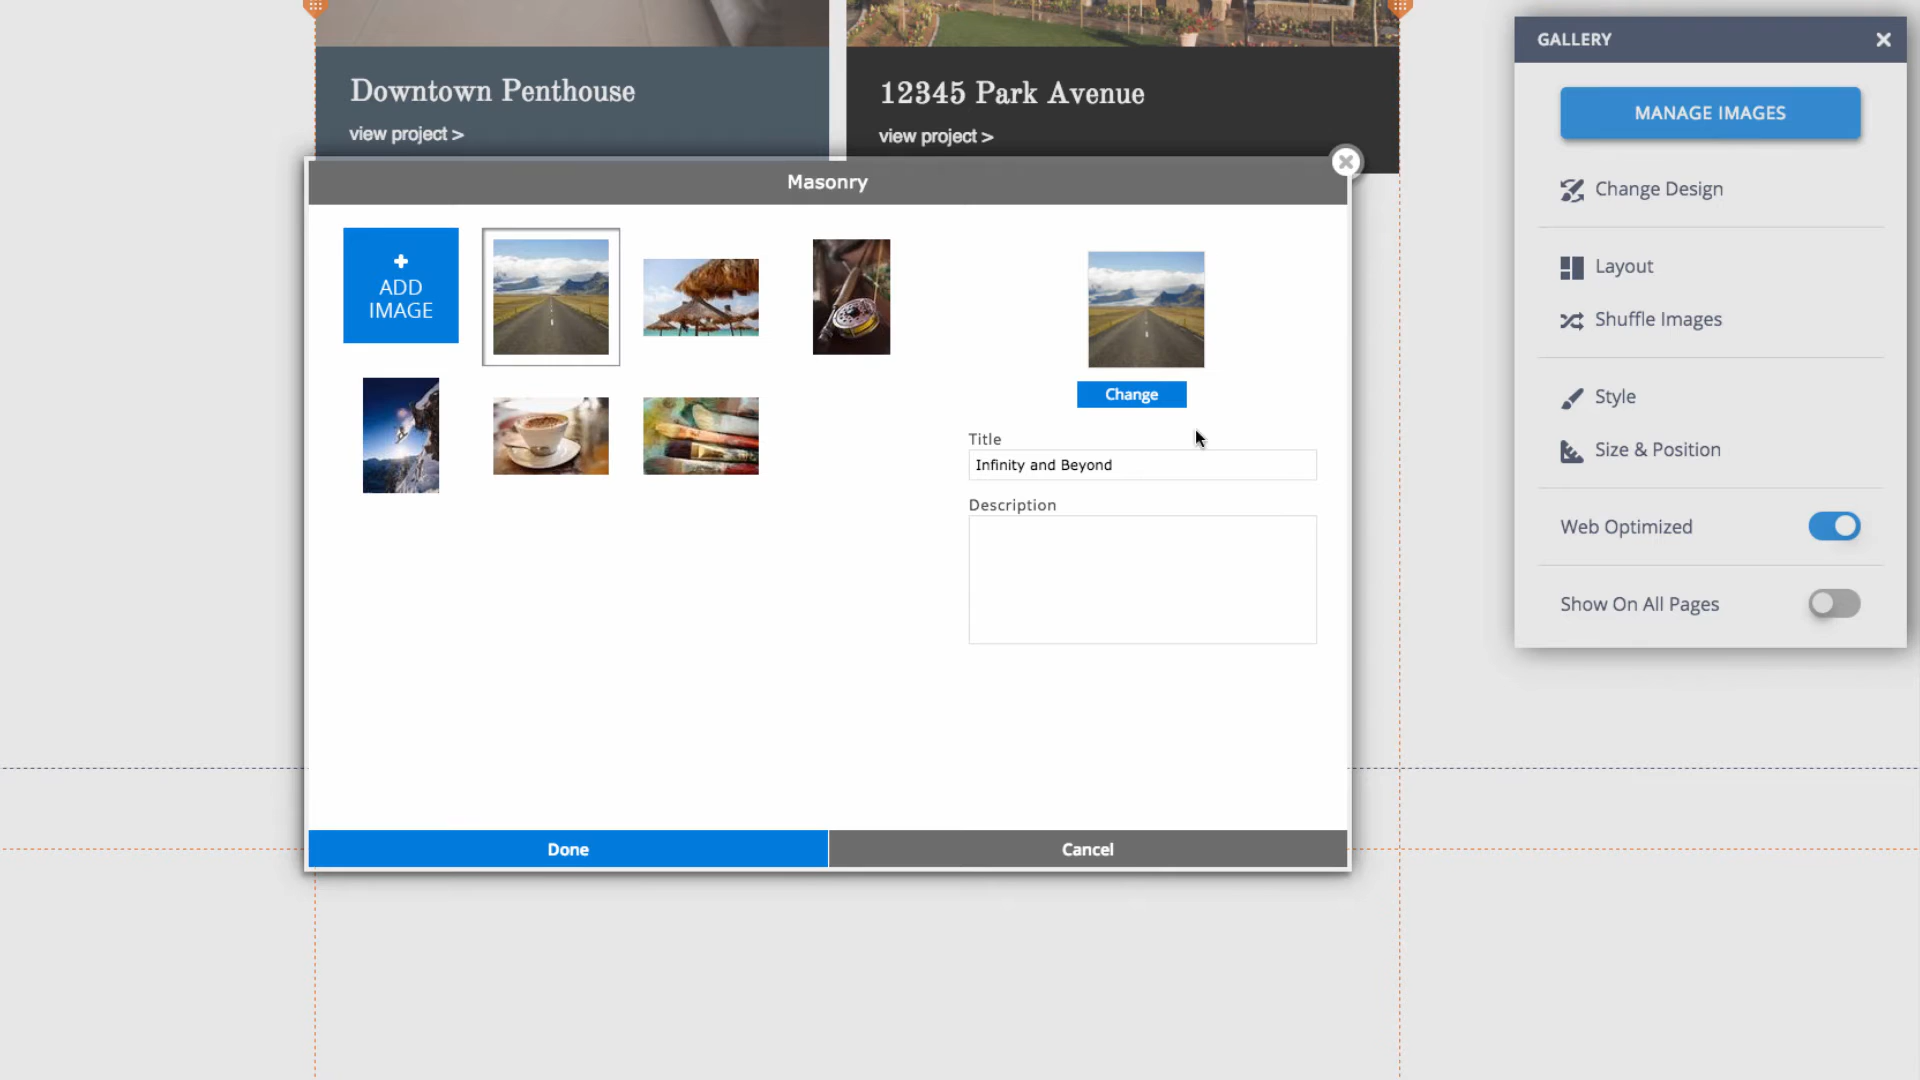 Downtown Penthouse
view project >
12345 Park Avenue
view project >
Masonry
+
ADD
IMAGE
Change
Title
Infinity and Beyond
Description
Done
Cancel
GALLERY
MANAGE IMAGES
Change Design
Layout
Shuffle Images
Style
Size & Position
Web Optimized
Show On All Pages